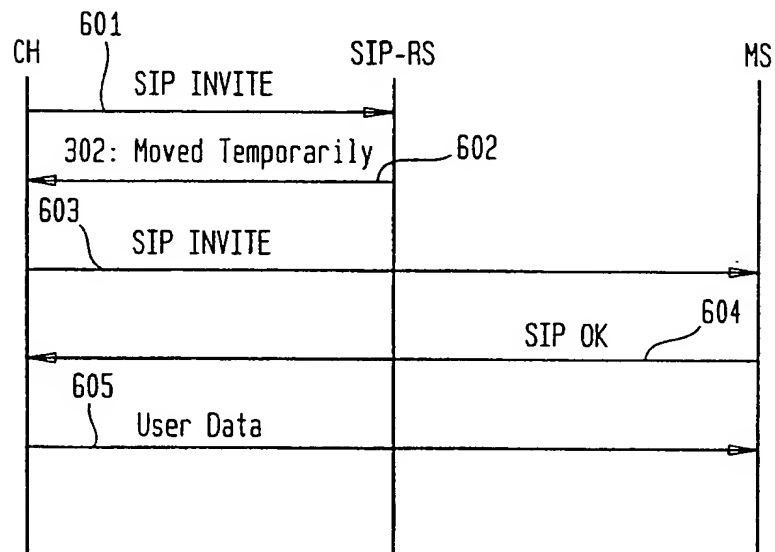 601
CH SIP-RS MS
SIP INVITE
302: Moved Temporarily 602
603
SIP INVITE
604
SIP OK
605
User Data